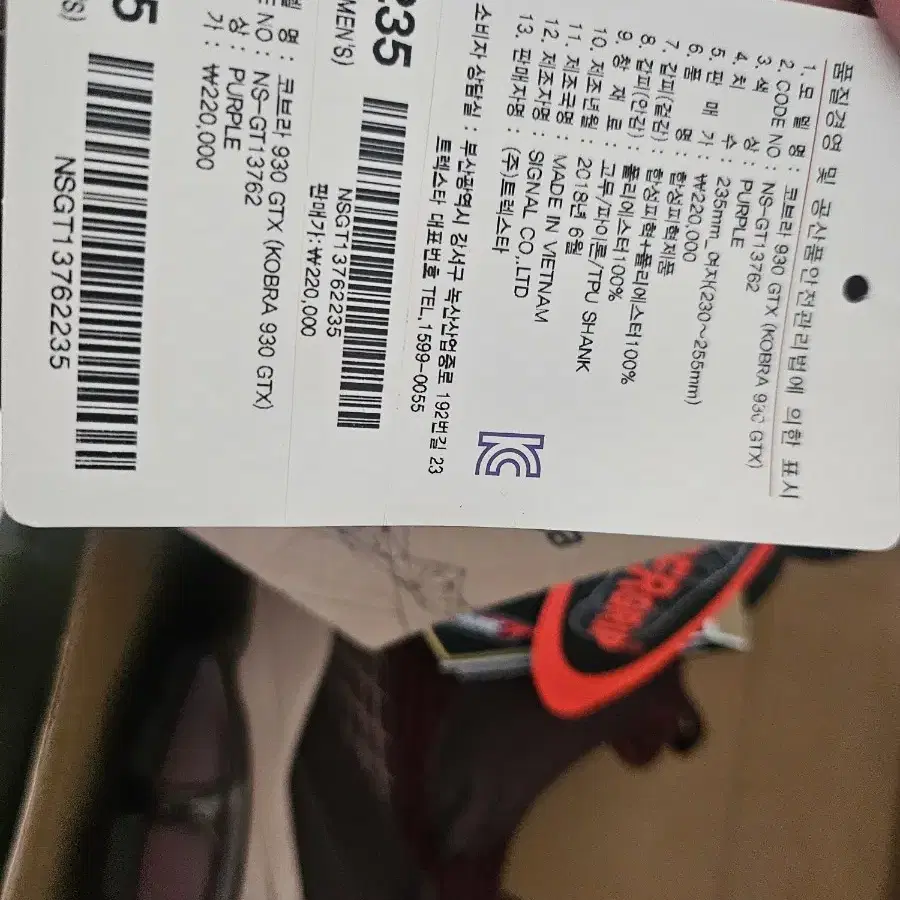 품질경영 및 공산품안전관리법에 의한 표시
1. 모 델 명 : 코브라 930 GTX (KOBRA 930 GTX)
2. CODE NO : NS-GT13762
3. 색 상 : PURPLE
4. 치 수 : 235mm_여자(230~255mm)
5. 판 매 가 : ₩220,000
6. 품 명 : 합성피혁제품
7. 갑피(겉감) : 합성피혁+폴리에스터100%
8. 갑피(안감) : 폴리에스터100%
9. 창 재 료 : 고무/파이론/TPU SHANK
10. 제조년월 : 2018년 6월
11. 제조국명 : MADE IN VIETNAM
12. 제조자명 : SIGNAL CO.,LTD
13. 판매자명 : (주)트렉스타
소비자 상담실 : 부산광역시 강서구 녹산산업중로 192번길 23
트렉스타 대표번호 TEL.1599-0055
235
MEN'S)
NSGT13762235
판매가:₩220,000
델 명 : 코브라 930 GTX (KOBRA 930 GTX)
E NO : NS-GT13762
상 : PURPLE
가 : ₩220,000
5
'S)
NSGT13762235